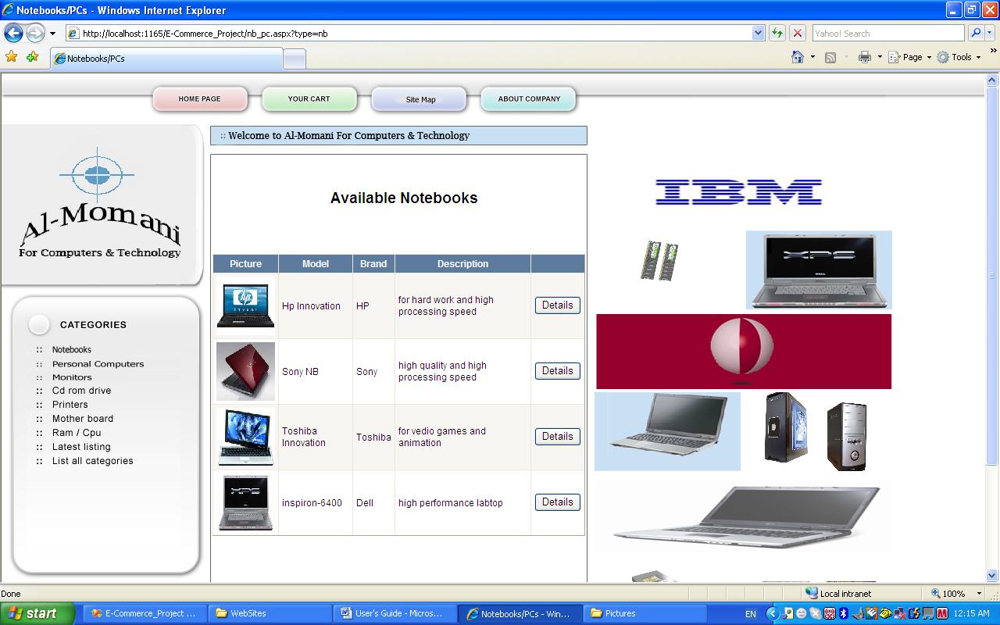 Notebooks/PCs - Windows Internet Explorer
http://localhost:1165/E-Commerce_Project/nb_pc.aspx?type=nb
Yahoo! Search
Notebooks/PCs
Page
Tools
HOME PAGE
YOUR CART
Site Map
ABOUT COMPANY
Al-Momani
For Computers & Technology
CATEGORIES
:: Notebooks
:: Personal Computers
:: Monitors
:: Cd rom drive
:: Printers
:: Mother board
:: Ram / Cpu
:: Latest listing
:: List all categories
:: Welcome to Al-Momani For Computers & Technology
Available Notebooks
Picture Model Brand Description
hp
invent
Hp Innovation HP for hard work and high
processing speed
Details
Sony NB Sony high quality and high
processing speed
Details
Toshiba
Innovation
Toshiba for vedio games and
animation
Details
XPS
inspiron-6400 Dell high performance labtop Details
IBM
XPS
DELL
Done
Local intranet
100%
start
E-Commerce_Project ...
WebSites
User's Guide - Micros...
Notebooks/PCs - Win...
Pictures
EN
12:15 AM